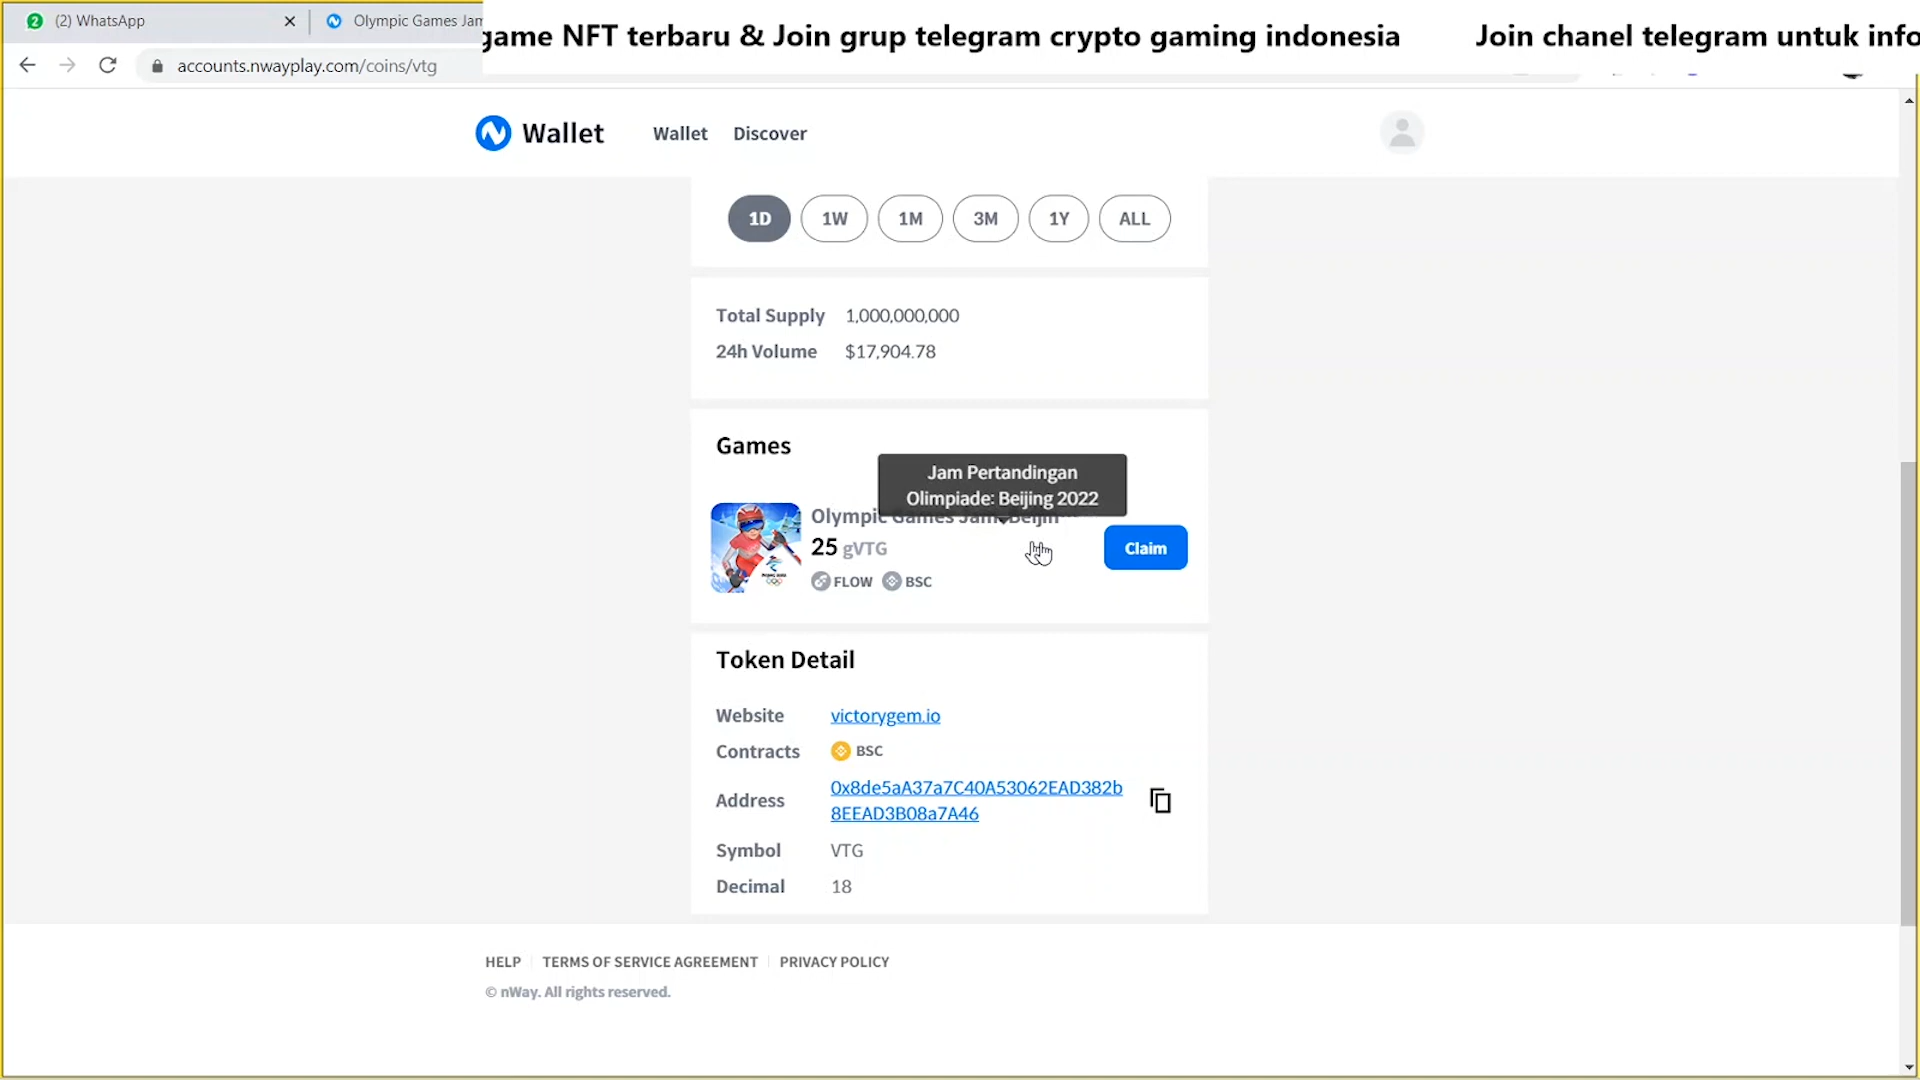 (2) WhatsApp
Olympic Games Jam
game NFT terbaru & Join grup telegram crypto gaming indonesia
Join chanel telegram untuk info
accounts.nwayplay.com/coins/vtg
Wallet
Wallet
Discover
1D
1W
1M
3M
1Y
ALL
Total Supply 1,000,000,000
24h Volume $17,904.78
Games
Jam Pertandingan
Olimpiade: Beijing 2022
Olympic Games Jam: Beijin
25 gVTG
Claim
FLOW BSC
Token Detail
Website victorygem.io
Contracts BSC
Address 0x8de5aA37a7C40A53062EAD382b
8EEAD3B08a7A46
Symbol VTG
Decimal 18
HELP TERMS OF SERVICE AGREEMENT PRIVACY POLICY
© nWay. All rights reserved.